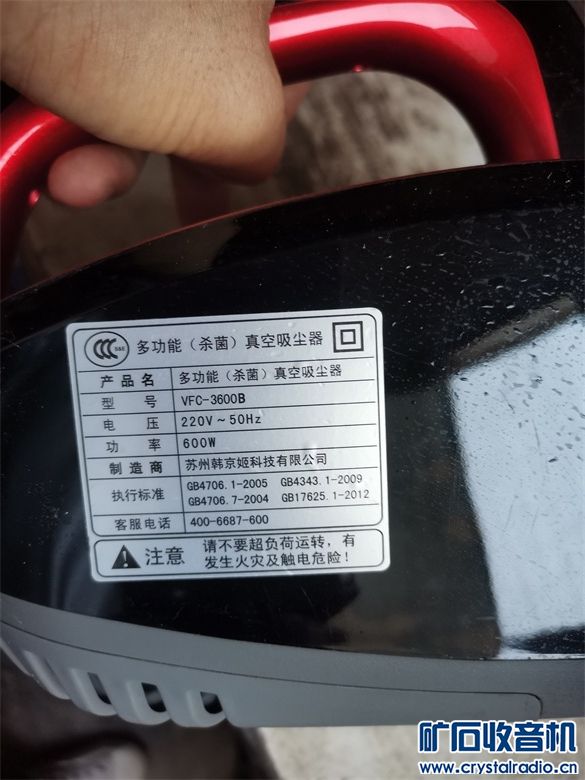 CCC S&E 多功能（杀菌）真空吸尘器
产品名 多功能（杀菌）真空吸尘器
型号 VFC-3600B
电压 220V～50Hz
功率 600W
制造商 苏州韩京姬科技有限公司
执行标准 GB4706.1-2005 GB4343.1-2009
GB4706.7-2004 GB17625.1-2012
客服电话 400-6687-600
注意 请不要超负荷运转，有
发生火灾及触电危险！
矿石收音机
www.crystalradio.cn